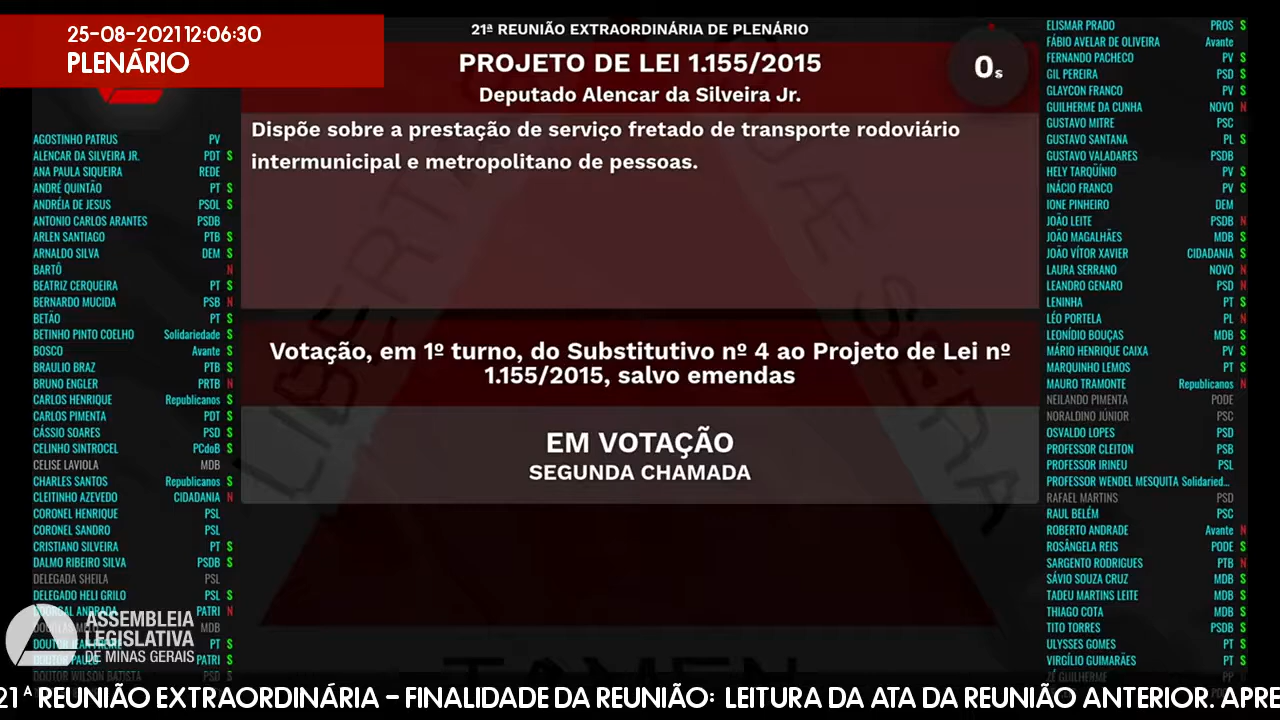 25-08-2021 12:06:30
PLENÁRIO
21ª REUNIÃO EXTRAORDINÁRIA DE PLENÁRIO
PROJETO DE LEI 1.155/2015
Deputado Alencar da Silveira Jr.
0s
Dispõe sobre a prestação de serviço fretado de transporte rodoviário
intermunicipal e metropolitano de pessoas.
Votação, em 1º turno, do Substitutivo nº 4 ao Projeto de Lei nº
1.155/2015, salvo emendas
EM VOTAÇÃO
SEGUNDA CHAMADA
AGOSTINHO PATRUS PV
ALENCAR DA SILVEIRA JR. PDT S
ANA PAULA SIQUEIRA REDE
ANDRÉ QUINTÃO PT S
ANDRÉIA DE JESUS PSOL S
ANTONIO CARLOS ARANTES PSDB
ARLEN SANTIAGO PTB S
ARNALDO SILVA DEM S
BARTÔ N
BEATRIZ CERQUEIRA PT S
BERNARDO MUCIDA PSB N
BETÃO PT S
BETINHO PINTO COELHO Solidariedade S
BOSCO Avante S
BRAULIO BRAZ PTB S
BRUNO ENGLER PRTB N
CARLOS HENRIQUE Republicanos S
CARLOS PIMENTA PDT S
CÁSSIO SOARES PSD S
CELINHO SINTROCEL PCdoB S
CELISE LAVIOLA MDB
CHARLES SANTOS Republicanos S
CLEITINHO AZEVEDO CIDADANIA N
CORONEL HENRIQUE PSL
CORONEL SANDRO PSL
CRISTIANO SILVEIRA PT S
DALMO RIBEIRO SILVA PSDB S
DELEGADA SHEILA PSL
DELEGADO HELI GRILO PSL S
ANDRADA PATRI N
MDB
DOUTOR JEAN FREIRE PT S
DOUTOR PAULO PATRI S
DOUTOR WILSON BATISTA PSD S
ELISMAR PRADO PROS S
FÁBIO AVELAR DE OLIVEIRA Avante
FERNANDO PACHECO PV S
GIL PEREIRA PSD S
GLAYCON FRANCO PV S
GUILHERME DA CUNHA NOVO N
GUSTAVO MITRE PSC
GUSTAVO SANTANA PL S
GUSTAVO VALADARES PSDB
HELY TARQÜÍNIO PV S
INÁCIO FRANCO PV S
IONE PINHEIRO DEM
JOÃO LEITE PSDB N
JOÃO MAGALHÃES MDB S
JOÃO VÍTOR XAVIER CIDADANIA S
LAURA SERRANO NOVO N
LEANDRO GENARO PSD N
LENINHA PT S
LÉO PORTELA PL N
LEONÍDIO BOUÇAS MDB S
MÁRIO HENRIQUE CAIXA PV S
MARQUINHO LEMOS PT S
MAURO TRAMONTE Republicanos N
NEILANDO PIMENTA PODE
NORALDINO JÚNIOR PSC
OSVALDO LOPES PSD
PROFESSOR CLEITON PSB
PROFESSOR IRINEU PSL
PROFESSOR WENDEL MESQUITA Solidaried...
RAFAEL MARTINS PSD
RAUL BELÉM PSC
ROBERTO ANDRADE Avante N
ROSÂNGELA REIS PODE S
SARGENTO RODRIGUES PTB N
SÁVIO SOUZA CRUZ MDB S
TADEU MARTINS LEITE MDB S
THIAGO COTA MDB S
TITO TORRES PSDB S
ULYSSES GOMES PT S
VIRGÍLIO GUIMARÃES PT S
ZÉ GUILHERME PP
ASSEMBLEIA
LEGISLATIVA
DE MINAS GERAIS
21ª REUNIÃO EXTRAORDINÁRIA – FINALIDADE DA REUNIÃO: LEITURA DA ATA DA REUNIÃO ANTERIOR. APRE